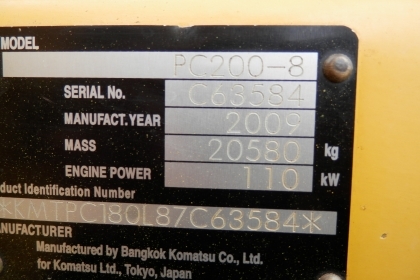 MODEL PC200-8
SERIAL No. C63584
MANUFACT.YEAR 2009
MASS 20580 kg
ENGINE POWER 110 kW
duct Identification Number
*KMTPC180L87C63584*
ANUFACTURER
Manufactured by Bangkok Komatsu Co., Ltd.
for Komatsu Ltd., Tokyo, Japan